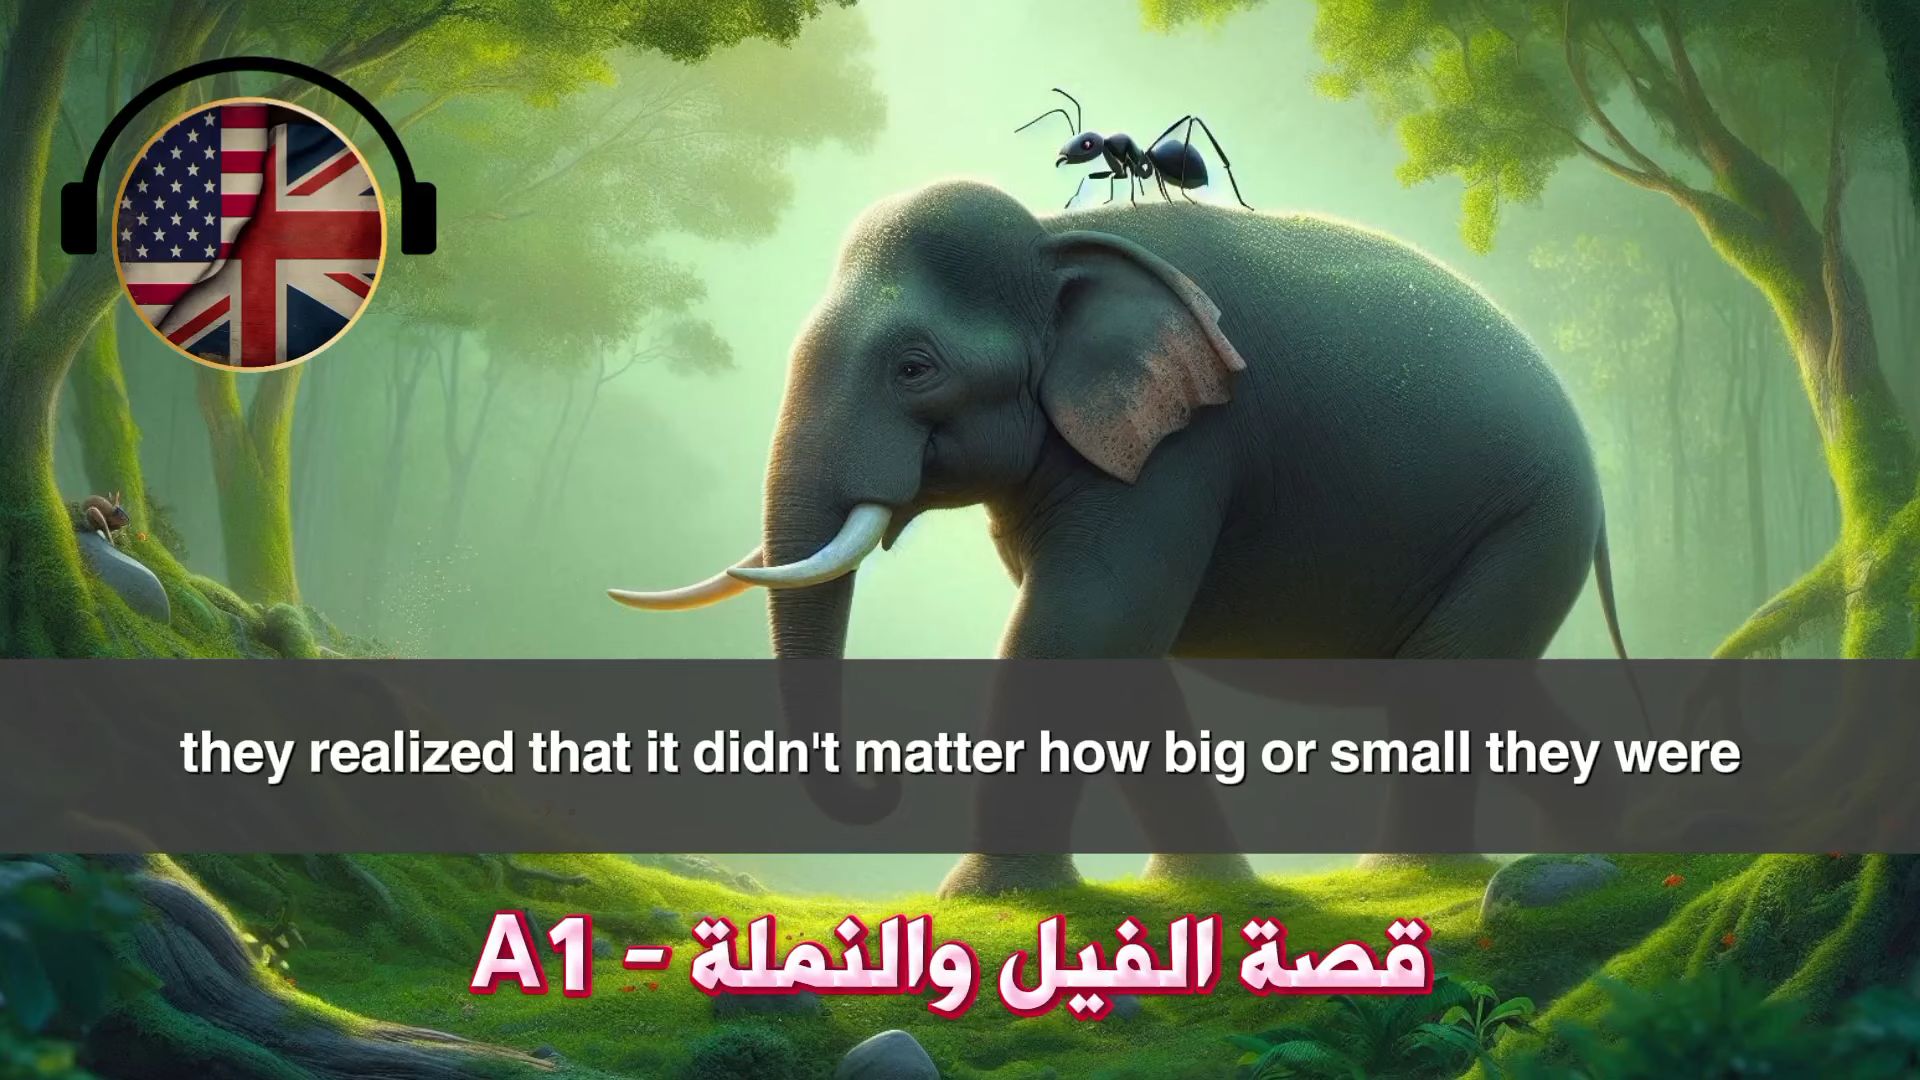 they realized that it didn't matter how big or small they were
قصة الفيل والنملة - A1